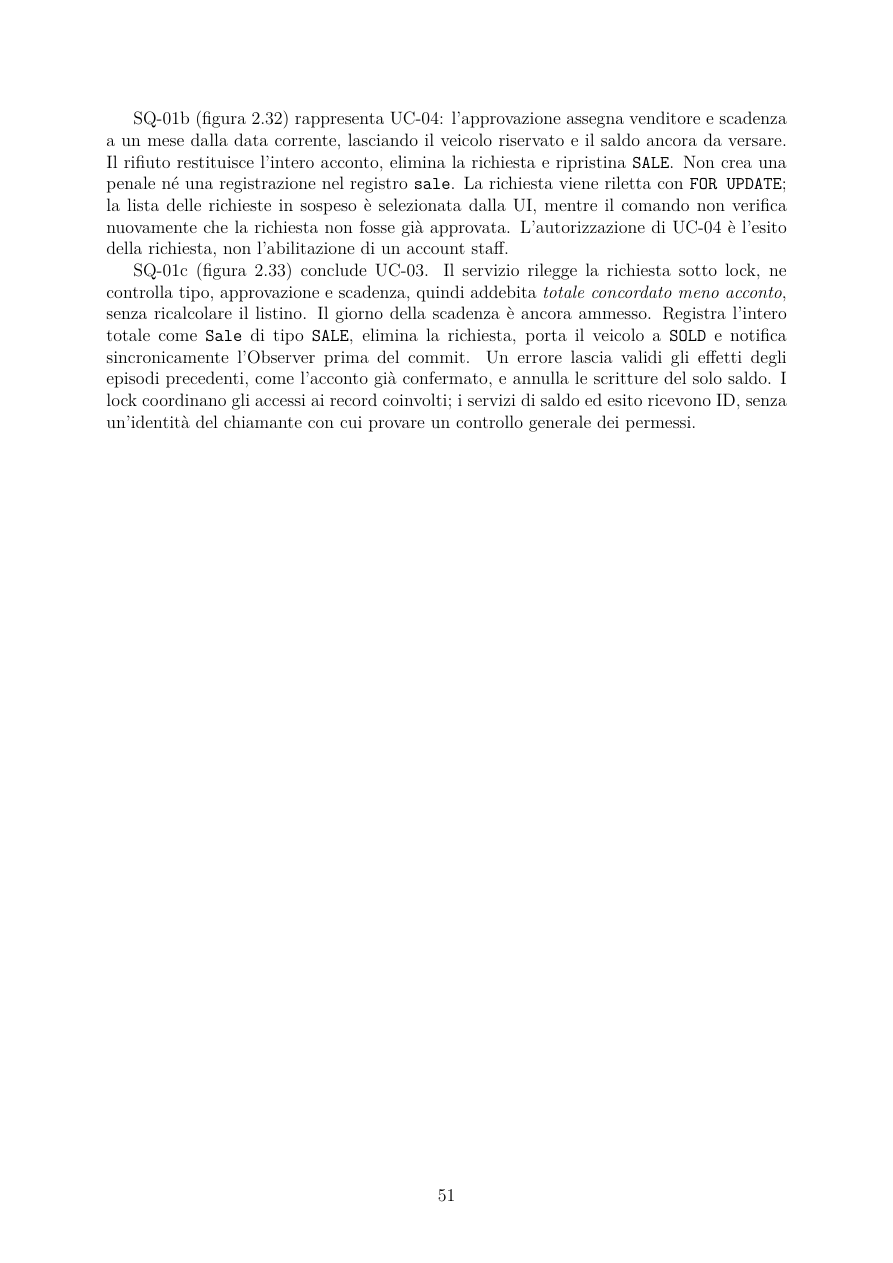 SQ-01b (figura 2.32) rappresenta UC-04: l'approvazione assegna venditore e scadenza
a un mese dalla data corrente, lasciando il veicolo riservato e il saldo ancora da versare.
Il rifiuto restituisce l'intero acconto, elimina la richiesta e ripristina SALE. Non crea una
penale né una registrazione nel registro sale. La richiesta viene riletta con FOR UPDATE;
la lista delle richieste in sospeso è selezionata dalla UI, mentre il comando non verifica
nuovamente che la richiesta non fosse già approvata. L'autorizzazione di UC-04 è l'esito
della richiesta, non l'abilitazione di un account staff.
SQ-01c (figura 2.33) conclude UC-03. Il servizio rilegge la richiesta sotto lock, ne
controlla tipo, approvazione e scadenza, quindi addebita totale concordato meno acconto,
senza ricalcolare il listino. Il giorno della scadenza è ancora ammesso. Registra l'intero
totale come Sale di tipo SALE, elimina la richiesta, porta il veicolo a SOLD e notifica
sincronicamente l'Observer prima del commit. Un errore lascia validi gli effetti degli
episodi precedenti, come l'acconto già confermato, e annulla le scritture del solo saldo. I
lock coordinano gli accessi ai record coinvolti; i servizi di saldo ed esito ricevono ID, senza
un'identità del chiamante con cui provare un controllo generale dei permessi.
51